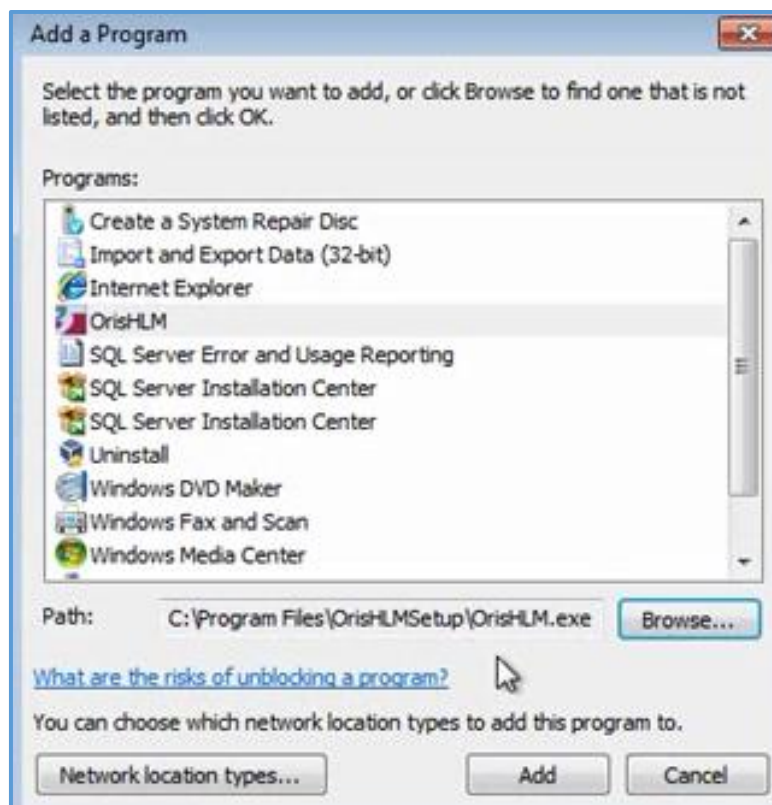 Add a Program
Select the program you want to add, or click Browse to find one that is not
listed, and then click OK.
Programs:
Create a System Repair Disc
Import and Export Data (32-bit)
Internet Explorer
OrisHLM
SQL Server Error and Usage Reporting
SQL Server Installation Center
SQL Server Installation Center
Uninstall
Windows DVD Maker
Windows Fax and Scan
Windows Media Center
Path: C:\Program Files\OrisHLMSetup\OrisHLM.exe Browse...
What are the risks of unblocking a program?
You can choose which network location types to add this program to.
Network location types... Add Cancel